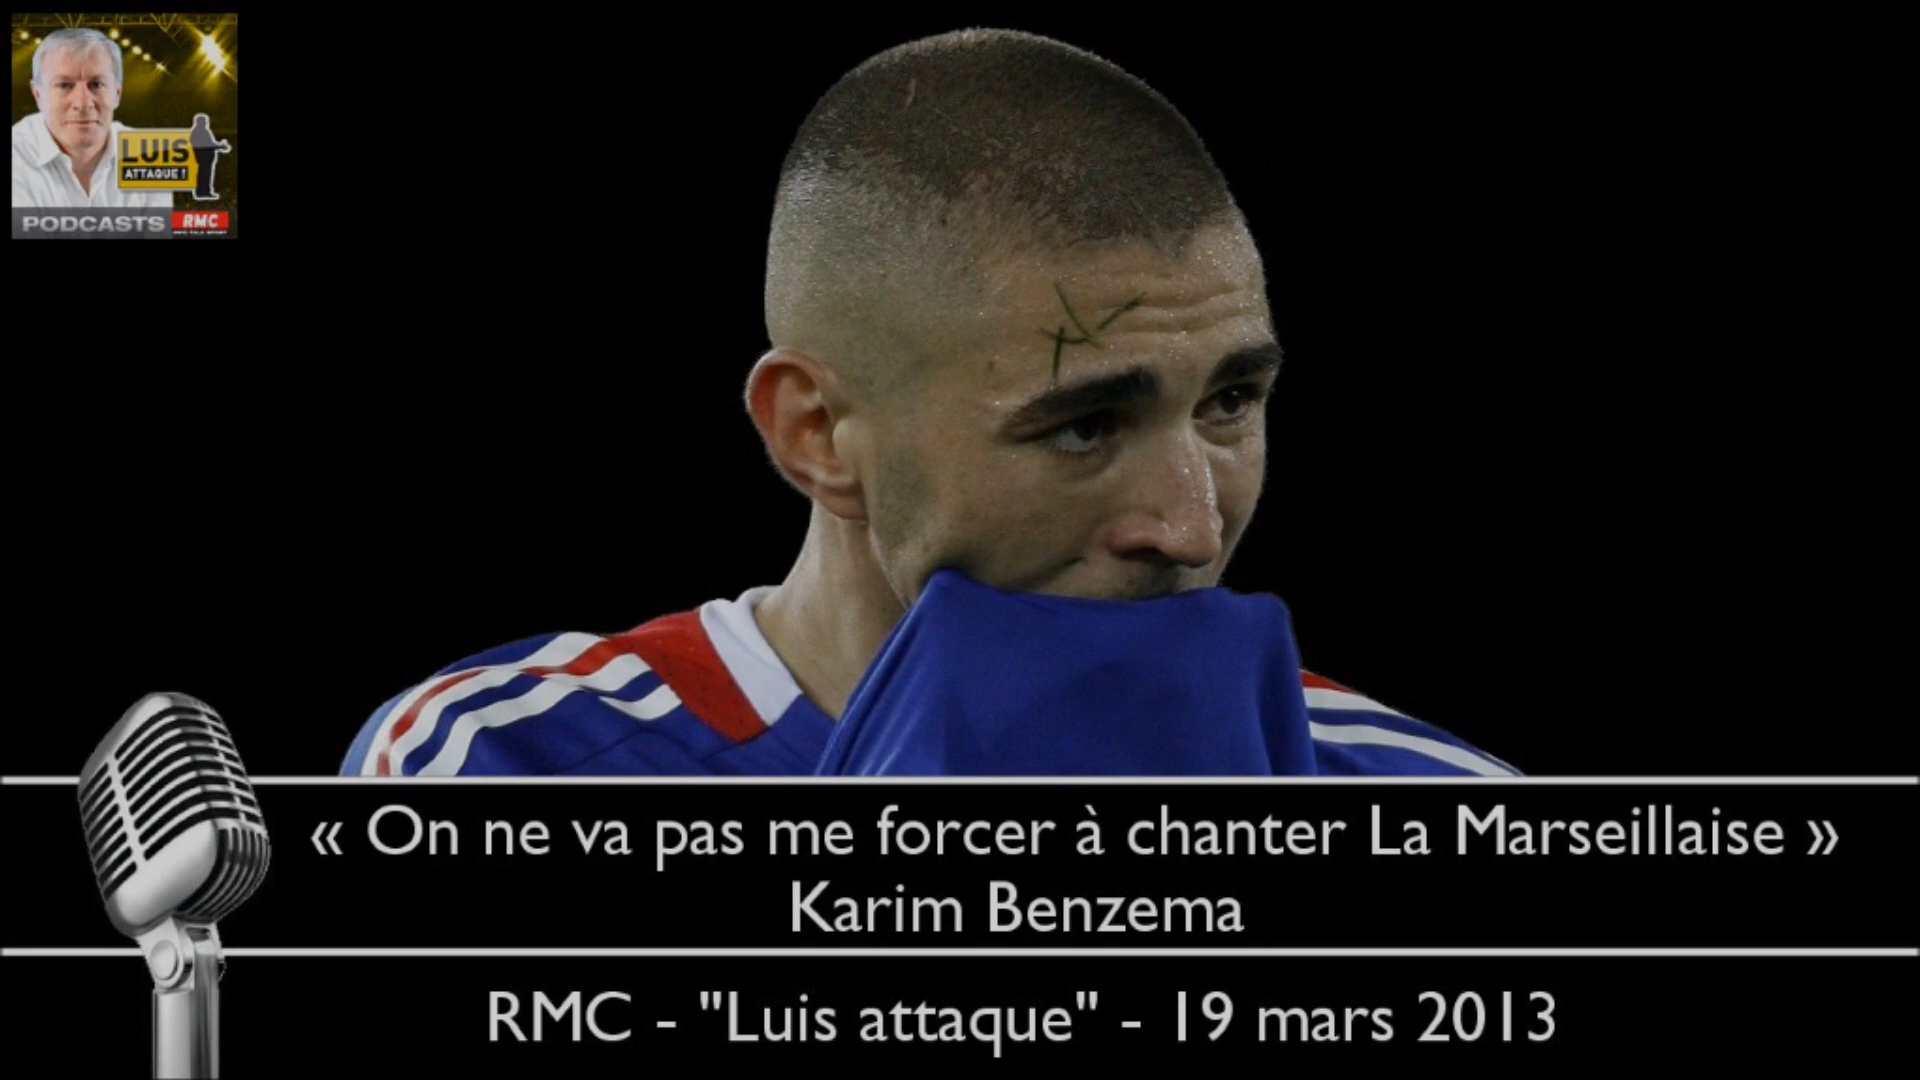 LUIS
ATTAQUE !
PODCASTS RMC
« On ne va pas me forcer à chanter La Marseillaise »
Karim Benzema
RMC - "Luis attaque" - 19 mars 2013